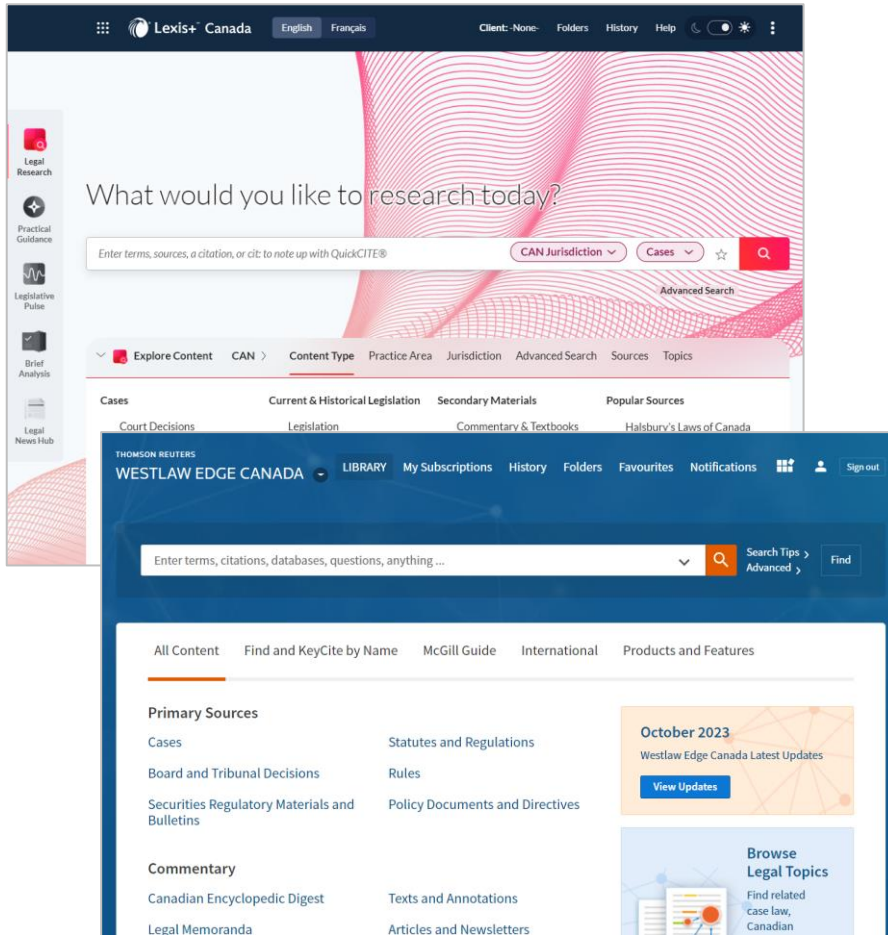 Lexis+ Canada English Français Client: -None- Folders History Help
Legal
Research
Practical
Guidance
Legislative
Pulse
Brief
Analysis
Legal
News Hub
What would you like to research today?
Enter terms, sources, a citation, or cit: to note up with QuickCITE® CAN Jurisdiction Cases
Advanced Search
Explore Content CAN Content Type Practice Area Jurisdiction Advanced Search Sources Topics
Cases Current & Historical Legislation Secondary Materials Popular Sources
Court Decisions Legislation Commentary & Textbooks Halsbury's Laws of Canada
THOMSON REUTERS
WESTLAW EDGE CANADA LIBRARY My Subscriptions History Folders Favourites Notifications Sign out
Enter terms, citations, databases, questions, anything ...
Search Tips
Advanced
Find
All Content Find and KeyCite by Name McGill Guide International Products and Features
Primary Sources
Cases Statutes and Regulations
Board and Tribunal Decisions Rules
Securities Regulatory Materials and Policy Documents and Directives
Bulletins
Commentary
Canadian Encyclopedic Digest Texts and Annotations
Legal Memoranda Articles and Newsletters
October 2023
Westlaw Edge Canada Latest Updates
View Updates
Browse
Legal Topics
Find related
case law,
Canadian